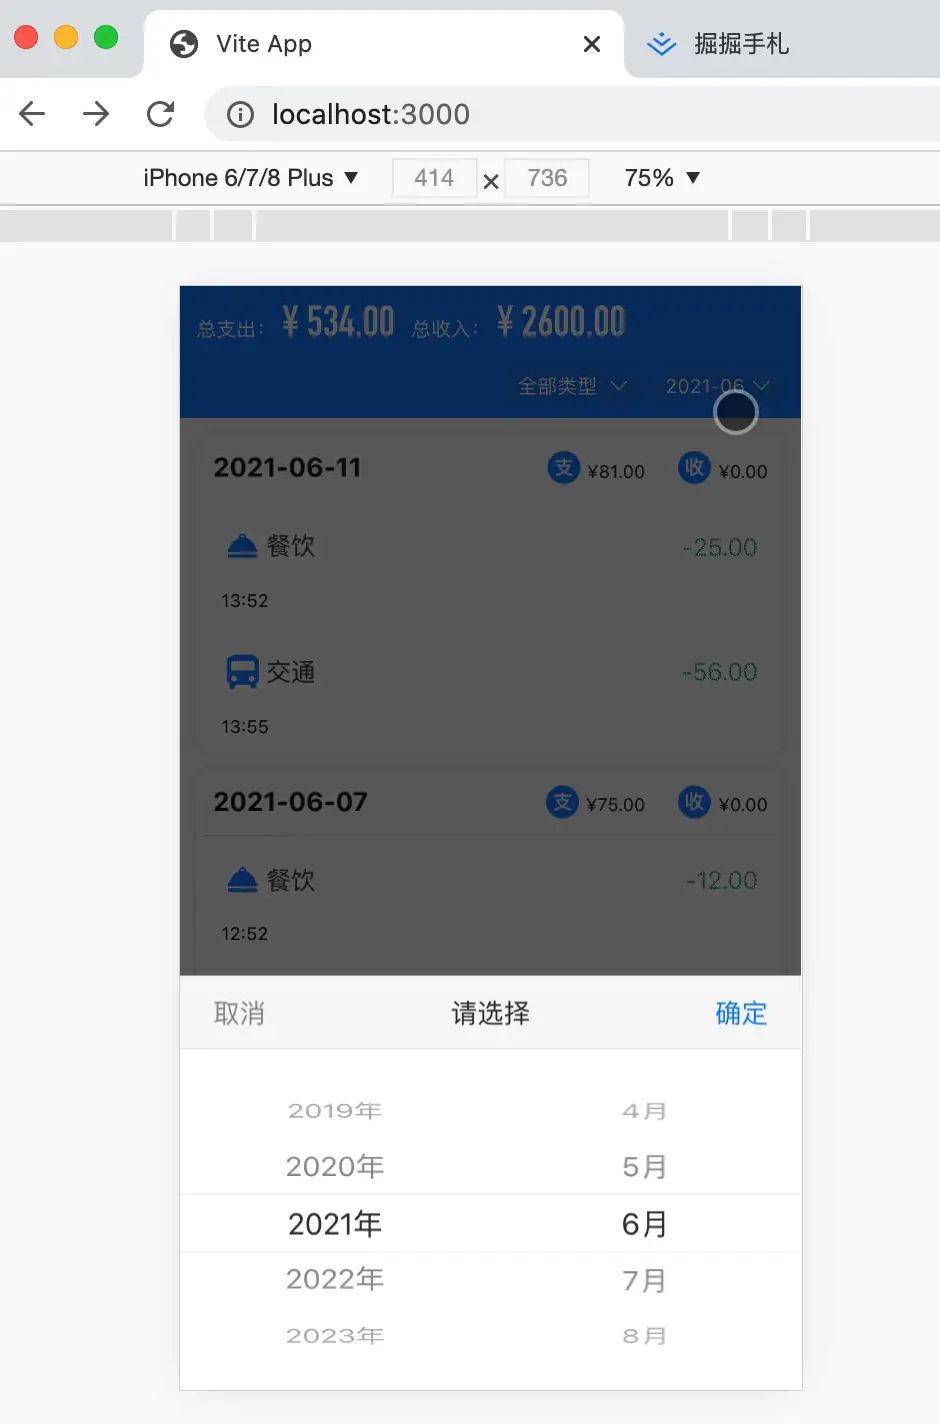 Vite App
掘掘手札
localhost:3000
iPhone 6/7/8 Plus ▼ 414 × 736 75% ▼
总支出: ¥ 534.00 总收入: ¥ 2600.00
全部类型 2021-06
2021-06-11 支 ¥81.00 收 ¥0.00
餐饮 -25.00
13:52
交通 -56.00
13:55
2021-06-07 支 ¥75.00 收 ¥0.00
餐饮 -12.00
12:52
取消 请选择 确定
2019年 4月
2020年 5月
2021年 6月
2022年 7月
2023年 8月